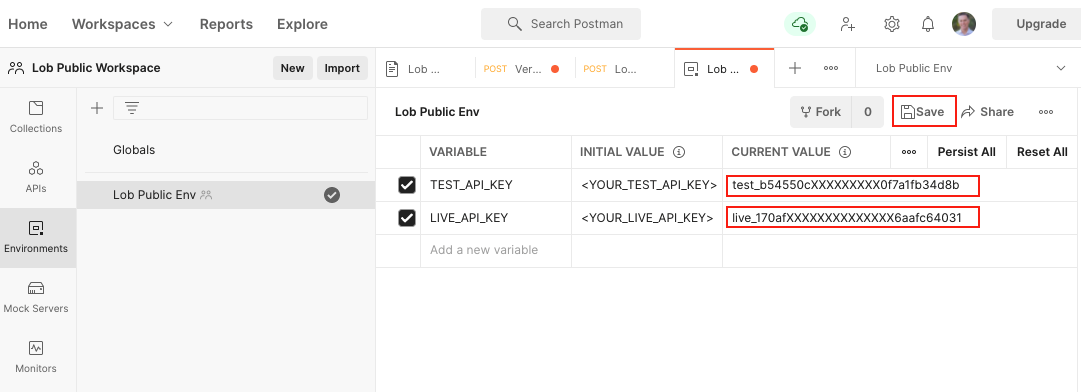 Home Workspaces Reports Explore Search Postman Upgrade
Lob Public Workspace New Import
Lob ... POST Ver... POST Lo... Lob ... Lob Public Env
Collections
APIs
Environments
Mock Servers
Monitors
Globals
Lob Public Env
Lob Public Env Fork 0 Save Share
VARIABLE INITIAL VALUE CURRENT VALUE Persist All Reset All
TEST_API_KEY <YOUR_TEST_API_KEY> test_b54550cXXXXXXXXX0f7a1fb34d8b
LIVE_API_KEY <YOUR_LIVE_API_KEY> live_170afXXXXXXXXXXXXXX6aafc64031
Add a new variable